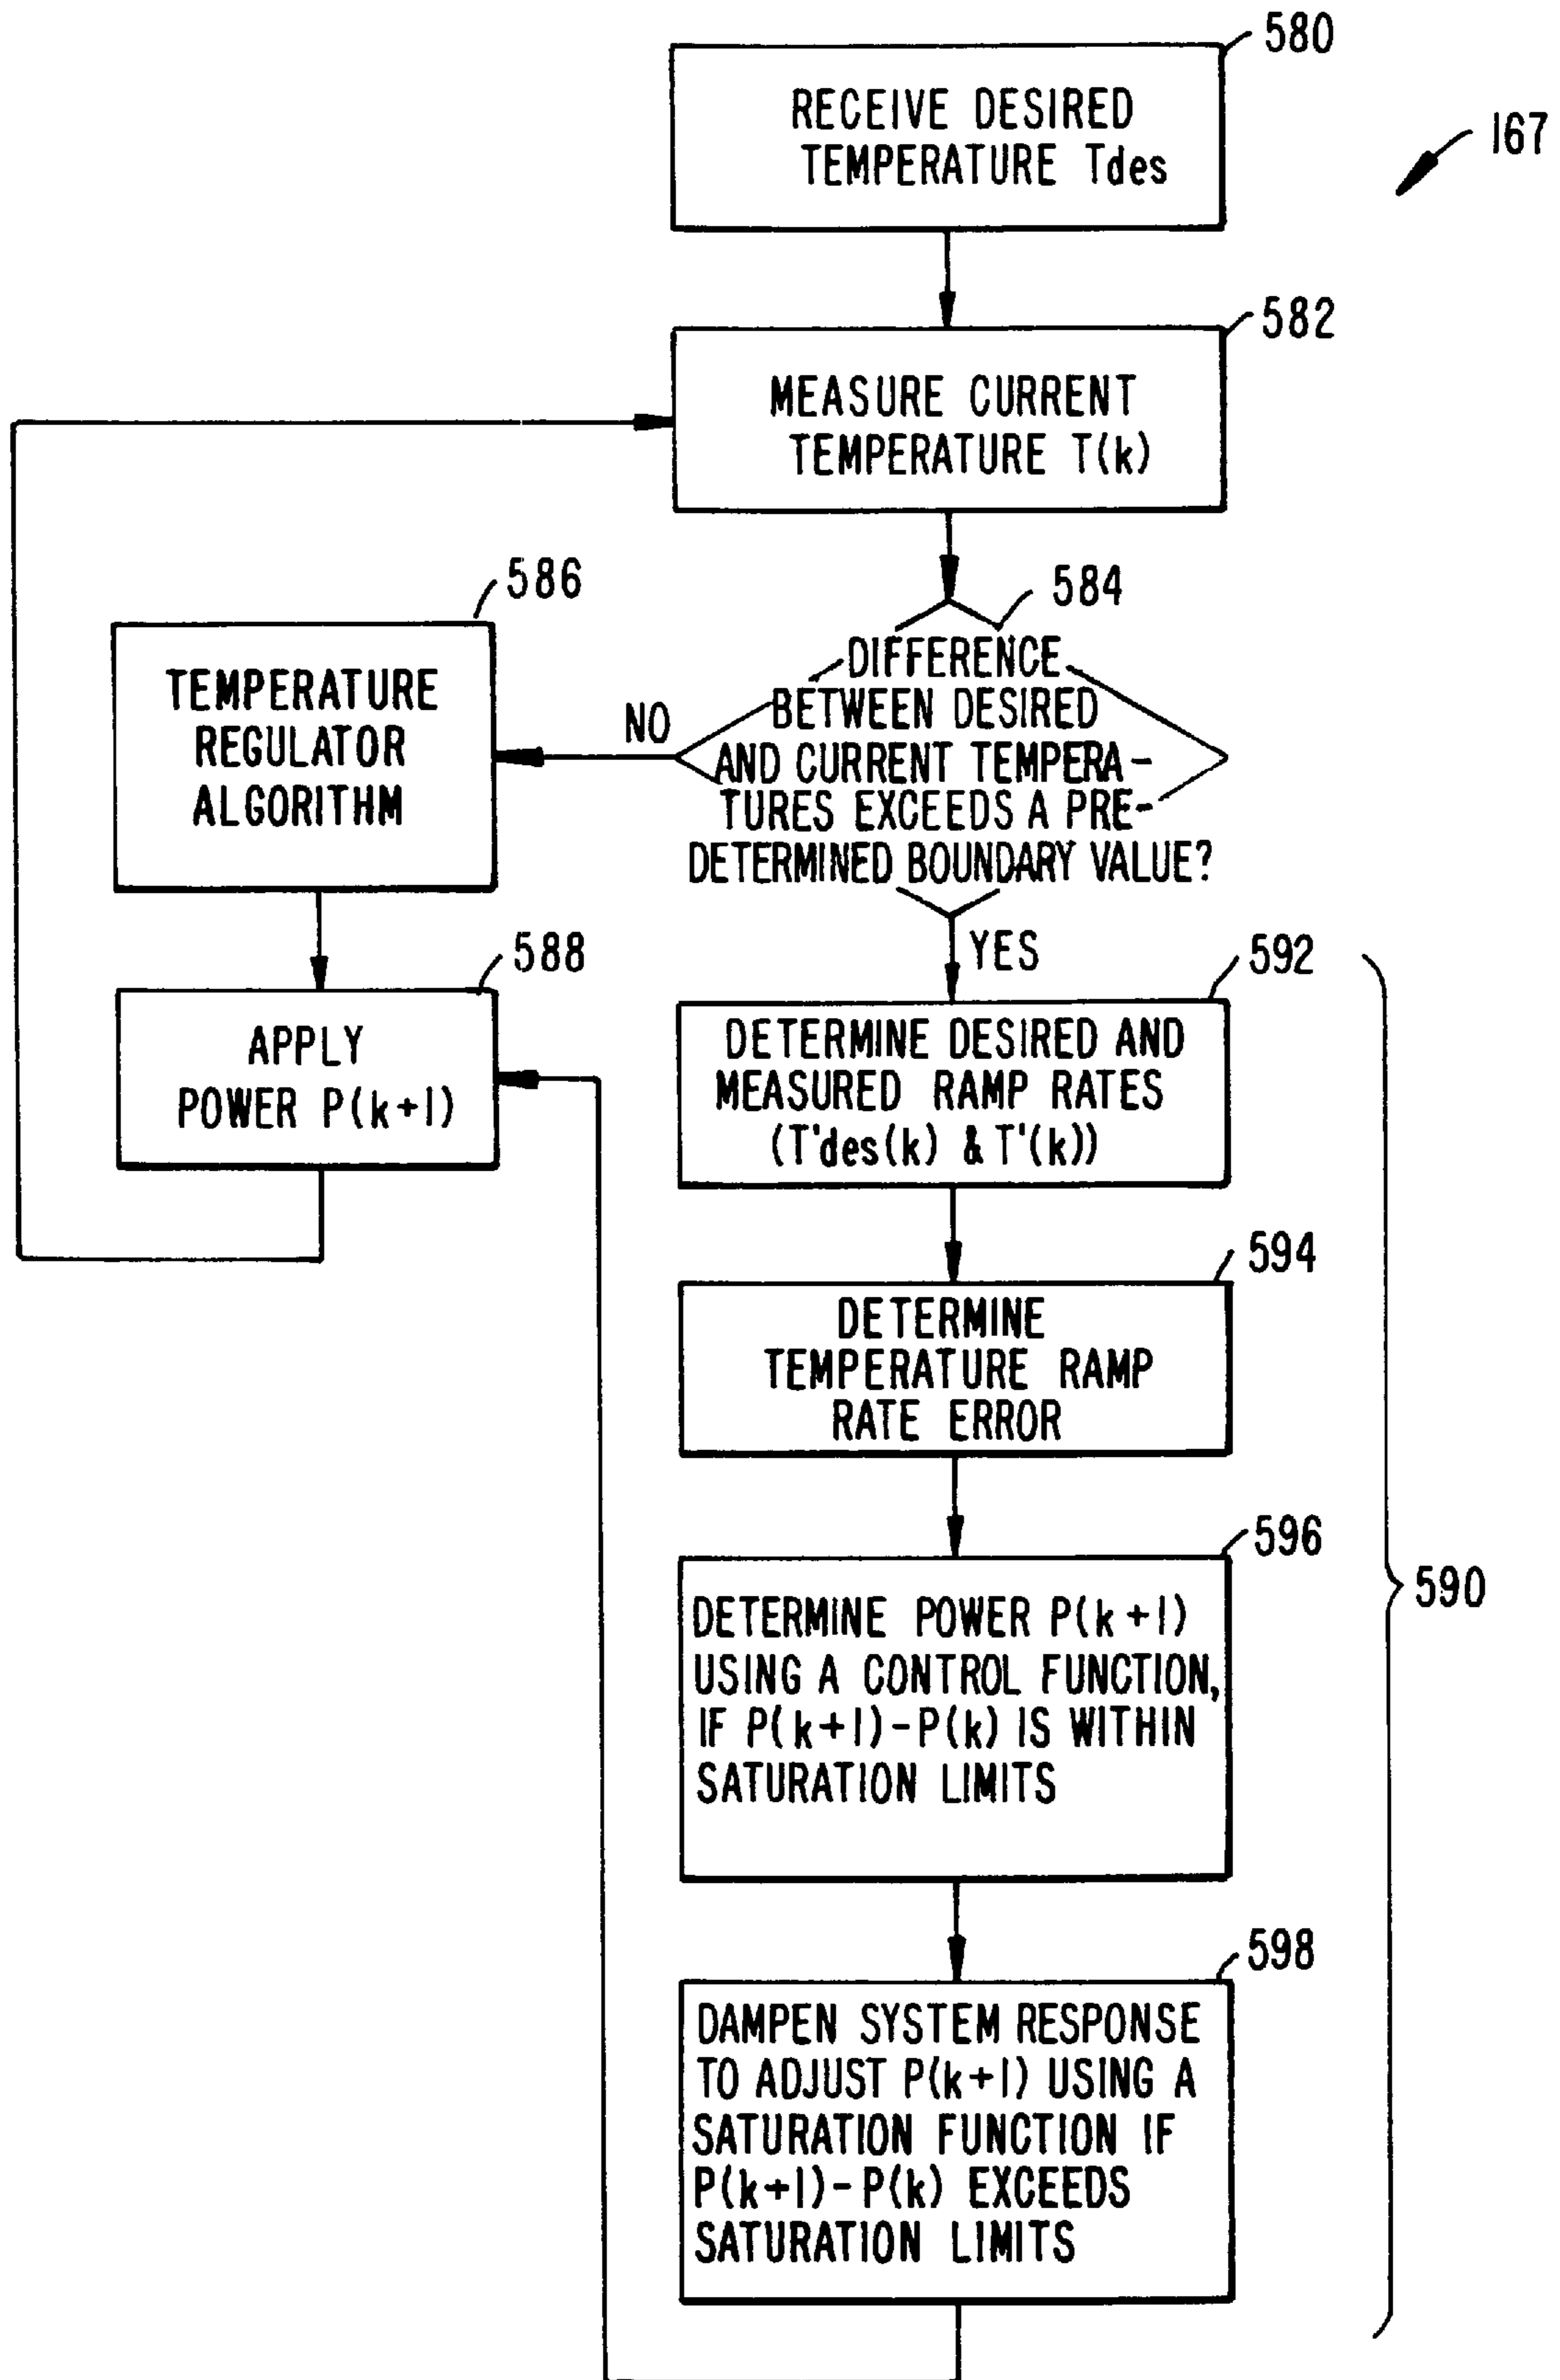 580
RECEIVE DESIRED
TEMPERATURE Tdes
167
582
MEASURE CURRENT
TEMPERATURE T(k)
584
DIFFERENCE
BETWEEN DESIRED
AND CURRENT TEMPERA-
TURES EXCEEDS A PRE-
DETERMINED BOUNDARY VALUE?
NO
YES
586
TEMPERATURE
REGULATOR
ALGORITHM
588
APPLY
POWER P(k+1)
592
DETERMINE DESIRED AND
MEASURED RAMP RATES
(T'des(k) & T'(k))
594
DETERMINE
TEMPERATURE RAMP
RATE ERROR
596
DETERMINE POWER P(k+1)
USING A CONTROL FUNCTION,
IF P(k+1)-P(k) IS WITHIN
SATURATION LIMITS
590
598
DAMPEN SYSTEM RESPONSE
TO ADJUST P(k+1) USING A
SATURATION FUNCTION IF
P(k+1)-P(k) EXCEEDS
SATURATION LIMITS